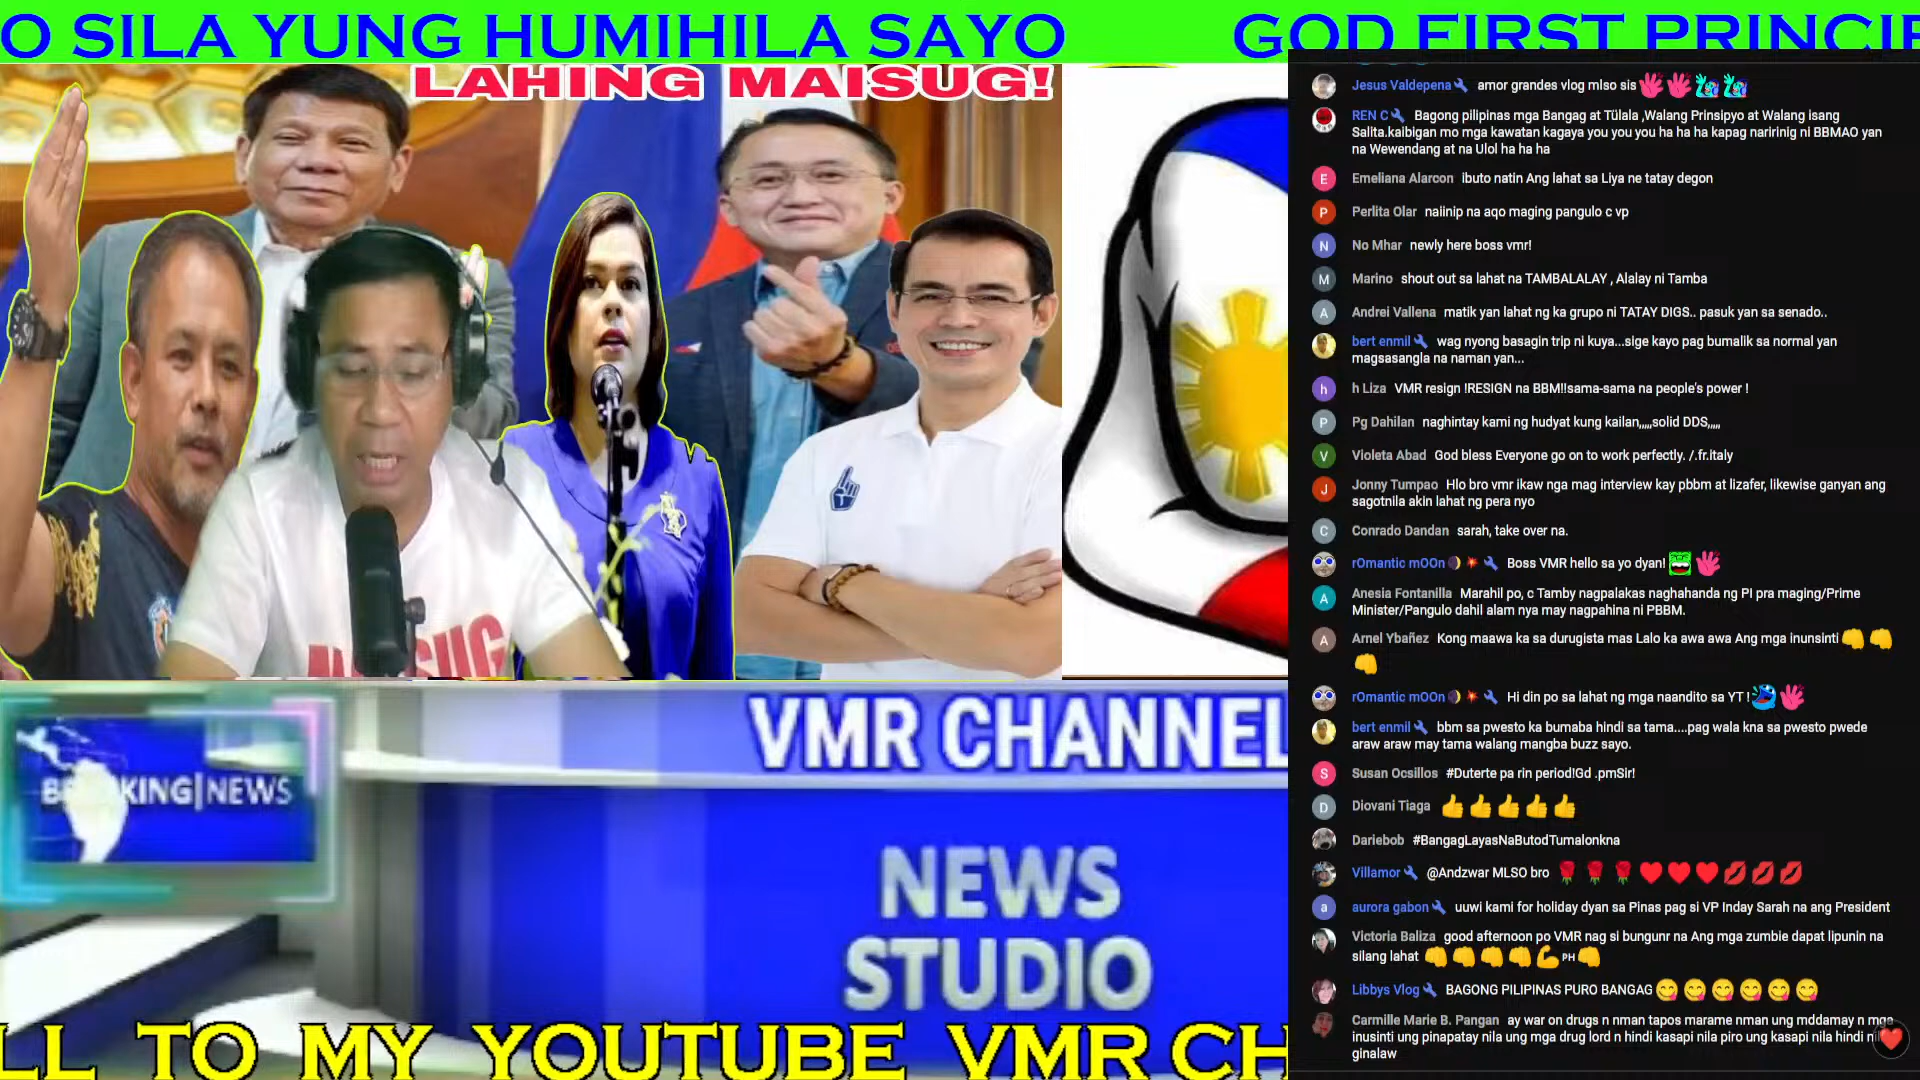 O SILA YUNG HUMIHILA SAYO
GOD FIRST
LAHING MAISUG!
BREAKING|NEWS
VMR CHANNEL
NEWS
STUDIO
TO MY YOUTUBE VMR
Jesus Valdepena amor grandes vlog mlso sis
REN C Bagong pilipinas mga Bangag at Tülala ,Walang Prinsipyo at Walang isang
Salita.kaibigan mo mga kawatan kagaya you you you ha ha ha kapag naririnig ni BBMAO yan
na Wewendang at na Ulol ha ha ha
E Emeliana Alarcon ibuto natin Ang lahat sa Liya ne tatay degon
P Perlita Olar naiinip na aqo maging pangulo c vp
N No Mhar newly here boss vmr!
M Marino shout out sa lahat na TAMBALALAY , Alalay ni Tamba
A Andrei Vallena matik yan lahat ng ka grupo ni TATAY DIGS.. pasuk yan sa senado..
bert enmil wag nyong basagin trip ni kuya...sige kayo pag bumalik sa normal yan
magsasangla na naman yan...
h h Liza VMR resign !RESIGN na BBM!!sama-sama na people's power !
P Pg Dahilan naghintay kami ng hudyat kung kailan,,,,,solid DDS,,,,,
V Violeta Abad God bless Everyone go on to work perfectly. /.fr.italy
J Jonny Tumpao Hlo bro vmr ikaw nga mag interview kay pbbm at lizafer, likewise ganyan ang
sagotnila akin lahat ng pera nyo
C Conrado Dandan sarah, take over na.
rOmantic mOOn Boss VMR hello sa yo dyan!
A Anesia Fontanilla Marahil po, c Tamby nagpalakas naghahanda ng PI pra maging/Prime
Minister/Pangulo dahil alam nya may nagpahina ni PBBM.
A Arnel Ybañez Kong maawa ka sa durugista mas Lalo ka awa awa Ang mga inunsinti
rOmantic mOOn Hi din po sa lahat ng mga naandito sa YT !
bert enmil bbm sa pwesto ka bumaba hindi sa tama....pag wala kna sa pwesto pwede
araw araw may tama walang mangba buzz sayo.
S Susan Ocsillos #Duterte pa rin period!Gd .pmSir!
D Diovani Tiaga
Dariebob #BangagLayasNaButodTumalonkna
Villamor @Andzwar MLSO bro
a aurora gabon uuwi kami for holiday dyan sa Pinas pag si VP Inday Sarah na ang President
Victoria Baliza good afternoon po VMR nag si bungunr na Ang mga zumbie dapat lipunin na
silang lahat PH
Libbys Vlog BAGONG PILIPINAS PURO BANGAG
Carmille Marie B. Pangan ay war on drugs n nman tapos marame nman ung mddamay n mga
inusinti ung pinapatay nila ung mga drug lord n hindi kasapi nila piro ung kasapi nila hindi
ginalaw